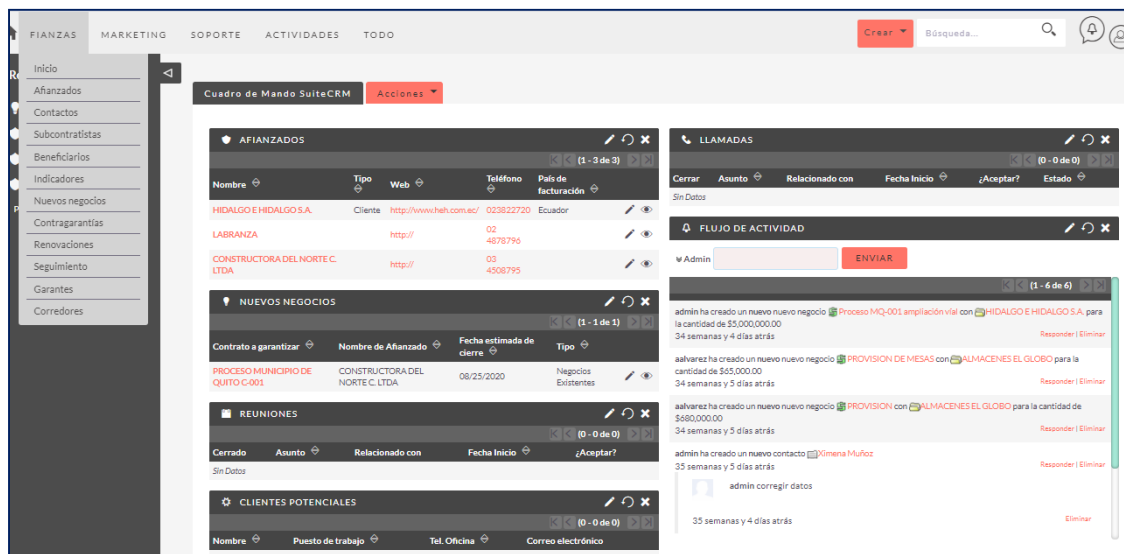 FIANZAS MARKETING SOPORTE ACTIVIDADES TODO Crear Búsqueda...
Inicio
Afianzados
Contactos
Subcontratistas
Beneficiarios
Indicadores
Nuevos negocios
Contragarantías
Renovaciones
Seguimiento
Garantes
Corredores
Cuadro de Mando SuiteCRM Acciones
AFIANZADOS
(1 - 3 de 3)
Nombre Tipo Web Teléfono País de facturación
HIDALGO E HIDALGO S.A. Cliente http://www.heh.com.ec/ 023822720 Ecuador
LABRANZA http:// 02 4878796
CONSTRUCTORA DEL NORTE C. LTDA http:// 03 4508795
NUEVOS NEGOCIOS
(1 - 1 de 1)
Contrato a garantizar Nombre de Afianzado Fecha estimada de cierre Tipo
PROCESO MUNICIPIO DE QUITO C-001 CONSTRUCTORA DEL NORTE C. LTDA 08/25/2020 Negocios Existentes
REUNIONES
(0 - 0 de 0)
Cerrado Asunto Relacionado con Fecha Inicio ¿Aceptar?
Sin Datos
CLIENTES POTENCIALES
(0 - 0 de 0)
Nombre Puesto de trabajo Tel. Oficina Correo electrónico
LLAMADAS
(0 - 0 de 0)
Cerrar Asunto Relacionado con Fecha Inicio ¿Aceptar? Estado
Sin Datos
FLUJO DE ACTIVIDAD
Admin ENVIAR
(1 - 6 de 6)
admin ha creado un nuevo nuevo negocio Proceso MQ-001 ampliación vial con HIDALGO E HIDALGO S.A. para
la cantidad de $5,000,000.00
34 semanas y 4 días atrás Responder | Eliminar
aalvarez ha creado un nuevo nuevo negocio PROVISION DE MESAS con ALMACENES EL GLOBO para la
cantidad de $65,000.00
34 semanas y 5 días atrás Responder | Eliminar
aalvarez ha creado un nuevo nuevo negocio PROVISION con ALMACENES EL GLOBO para la cantidad de
$680,000.00
34 semanas y 5 días atrás Responder | Eliminar
admin ha creado un nuevo contacto Ximena Muñoz
35 semanas y 5 días atrás Responder | Eliminar
admin corregir datos
35 semanas y 4 días atrás Eliminar